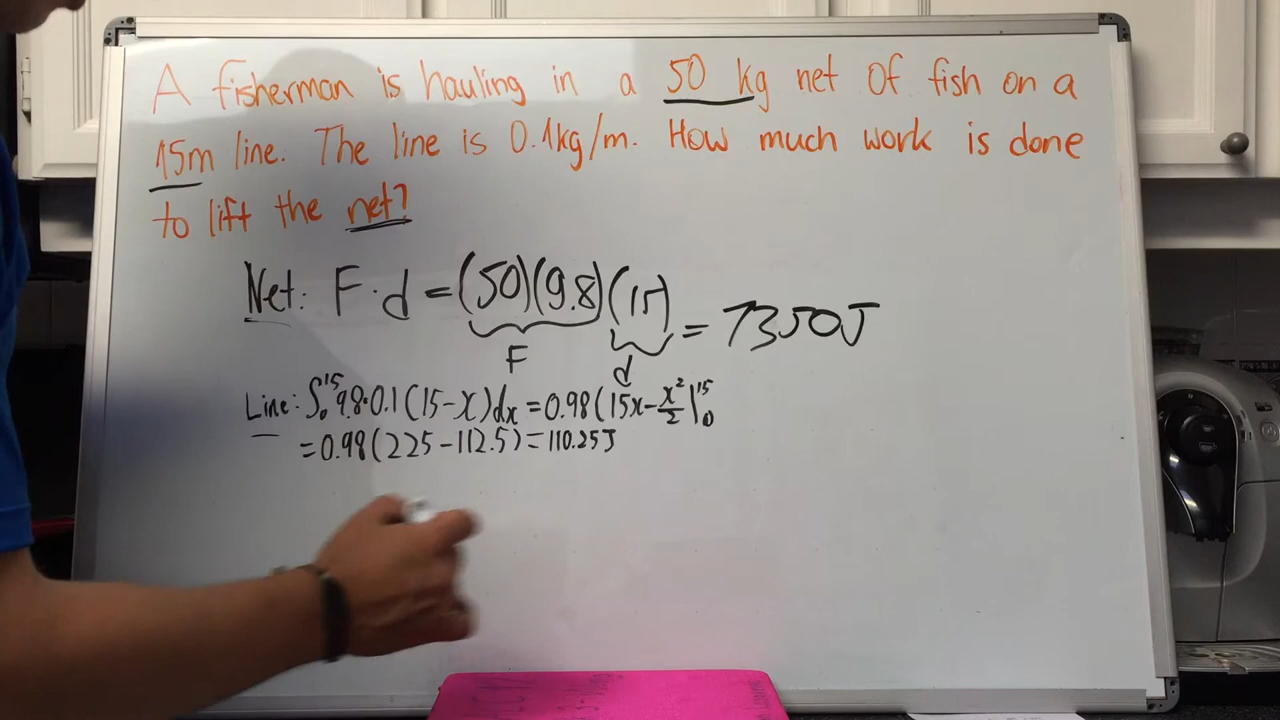 A fisherman is hauling in a 50 kg net of fish on a
15m line. The line is 0.1kg/m. How much work is done
to lift the net?
Net: F·d = (50)(9.8)(15) = 7350J
F d
Line: ∫₀¹⁵ 9.8·0.1(15-x)dx = 0.98(15x - x²/2|₀¹⁵
= 0.98(225-112.5) = 110.25J